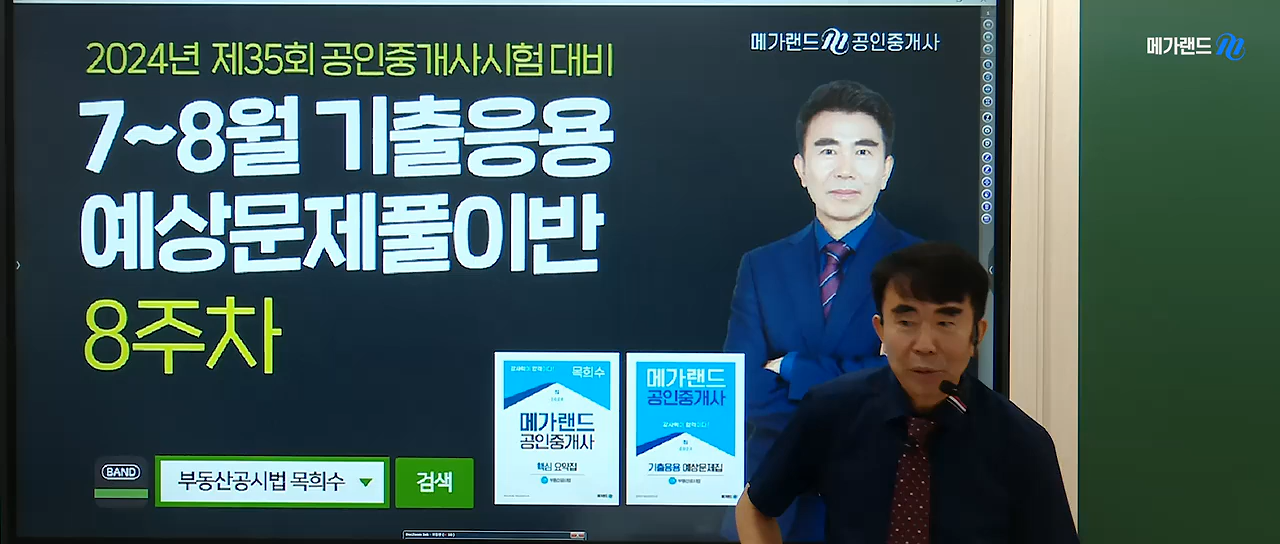 2024년 제35회 공인중개사시험 대비
7~8월 기출응용
예상문제풀이반
8주차
메가랜드 공인중개사
메가랜드
BAND
부동산공시법 목희수
검색
목희수
메가랜드
공인중개사
핵심 요약집
메가랜드
공인중개사
기출응용 예상문제집